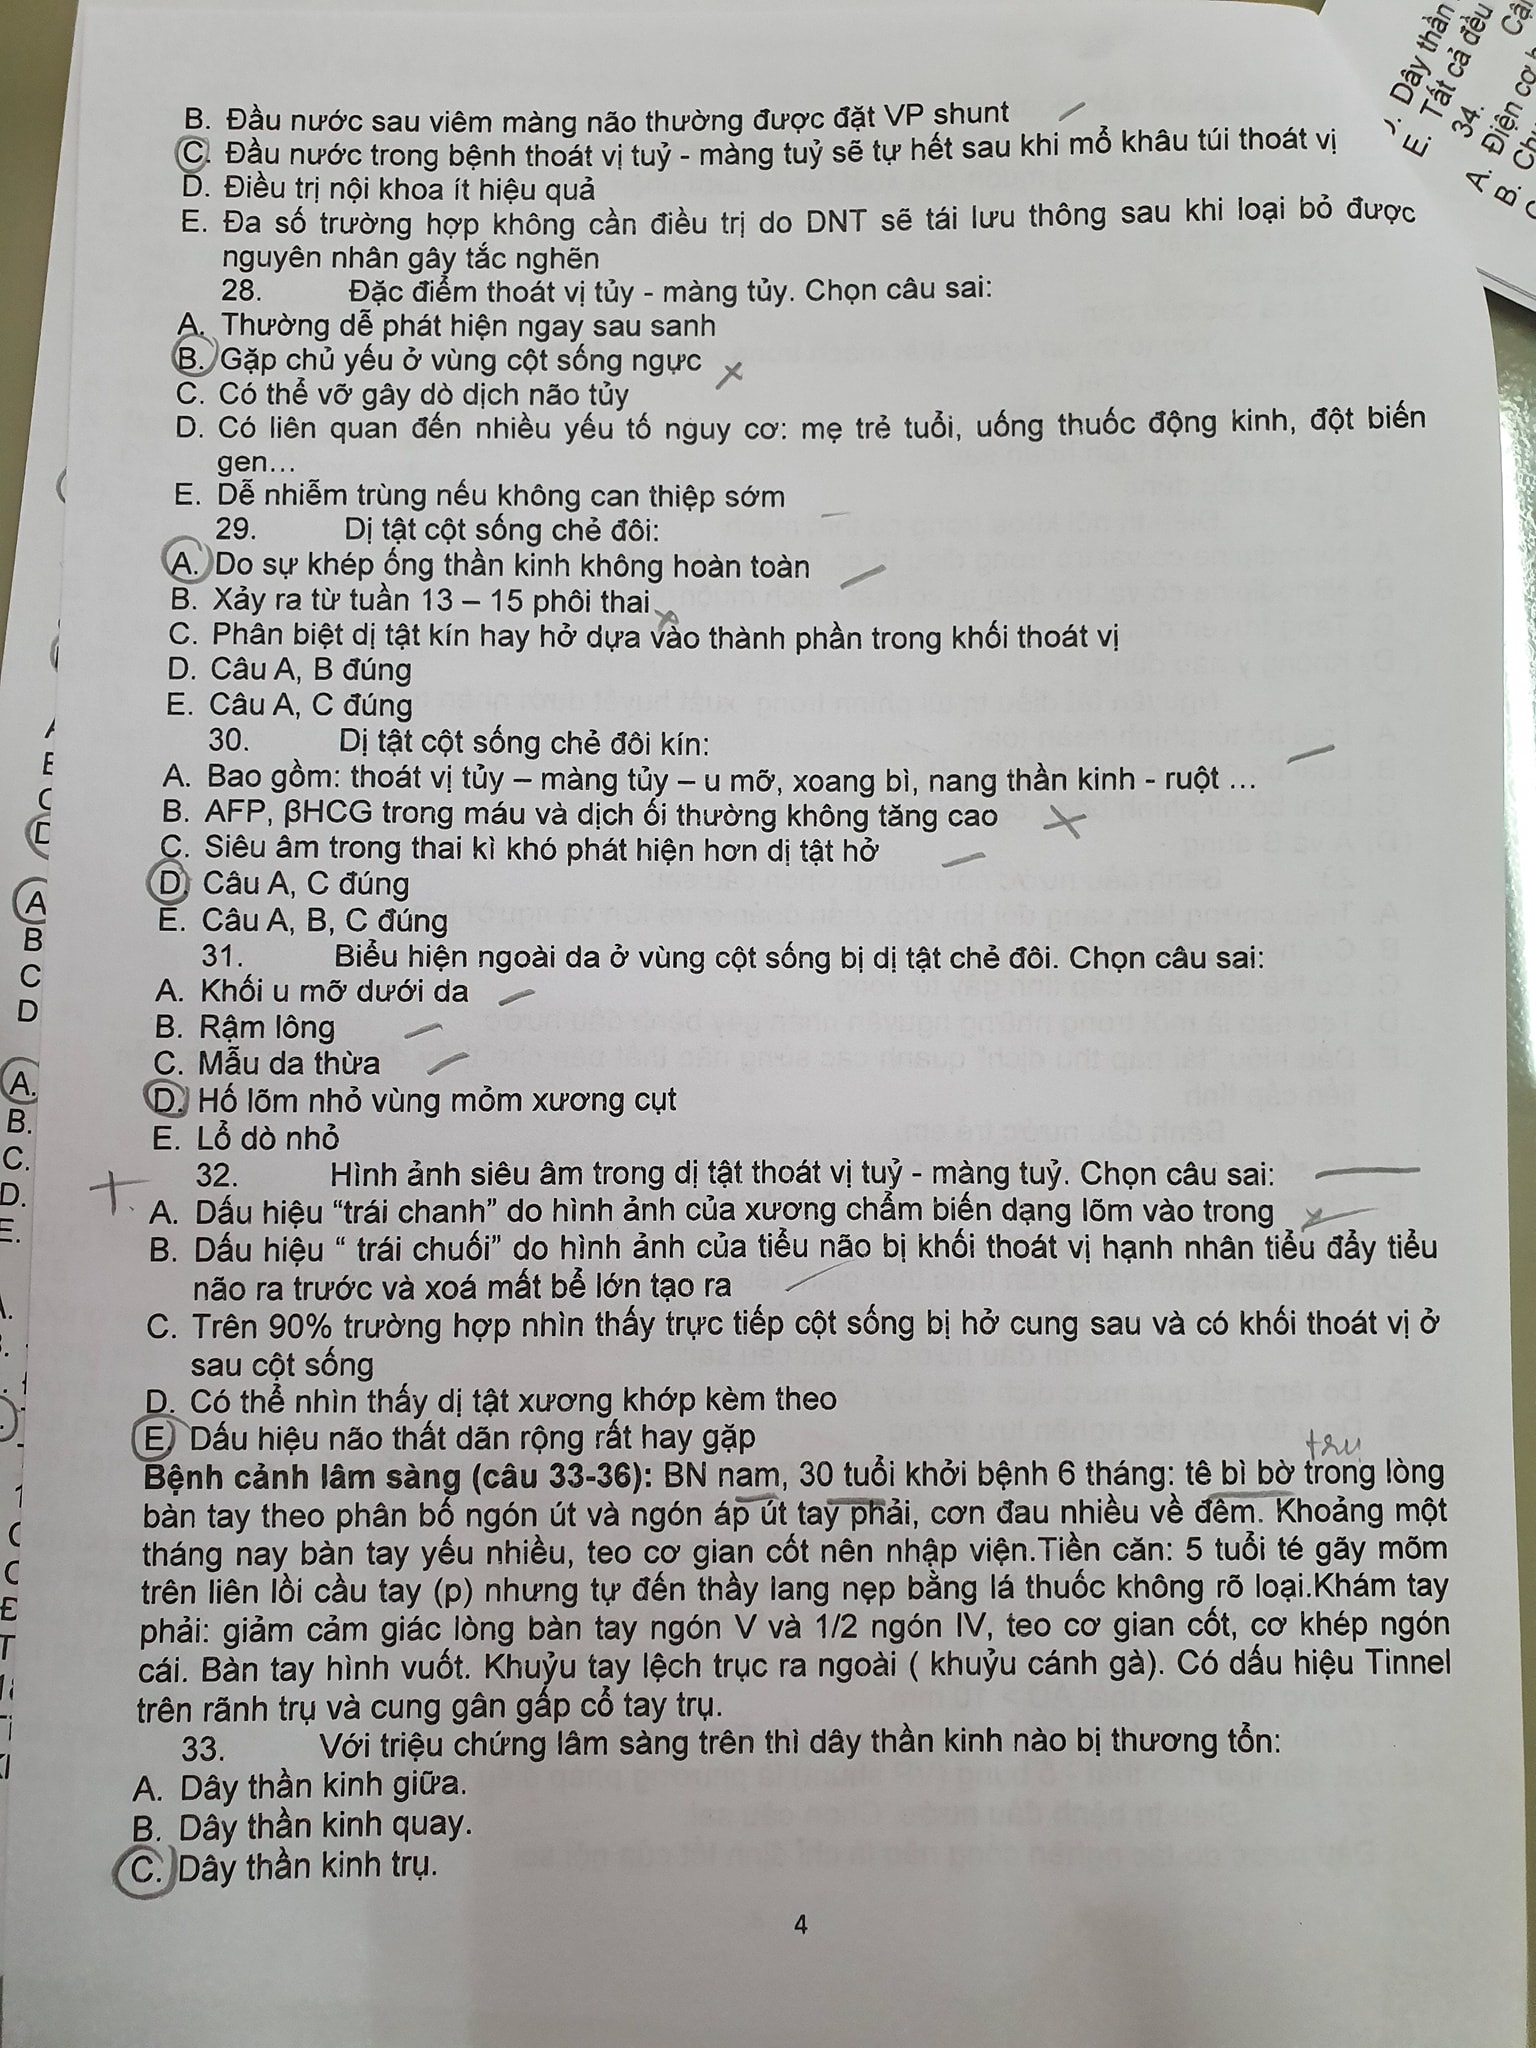 B. Đầu nước sau viêm màng não thường được đặt VP shunt
C. Đầu nước trong bệnh thoát vị tuỷ - màng tuỷ sẽ tự hết sau khi mổ khâu túi thoát vị
D. Điều trị nội khoa ít hiệu quả
E. Đa số trường hợp không cần điều trị do DNT sẽ tái lưu thông sau khi loại bỏ được
nguyên nhân gây tắc nghẽn
28. Đặc điểm thoát vị tủy - màng tủy. Chọn câu sai:
A. Thường dễ phát hiện ngay sau sanh
B. Gặp chủ yếu ở vùng cột sống ngực
C. Có thể vỡ gây dò dịch não tủy
D. Có liên quan đến nhiều yếu tố nguy cơ: mẹ trẻ tuổi, uống thuốc động kinh, đột biến
gen...
E. Dễ nhiễm trùng nếu không can thiệp sớm
29. Dị tật cột sống chẻ đôi:
A. Do sự khép ống thần kinh không hoàn toàn
B. Xảy ra từ tuần 13 – 15 phôi thai
C. Phân biệt dị tật kín hay hở dựa vào thành phần trong khối thoát vị
D. Câu A, B đúng
E. Câu A, C đúng
30. Dị tật cột sống chẻ đôi kín:
A. Bao gồm: thoát vị tủy – màng tủy – u mỡ, xoang bì, nang thần kinh - ruột ...
B. AFP, βHCG trong máu và dịch ối thường không tăng cao
C. Siêu âm trong thai kì khó phát hiện hơn dị tật hở
D. Câu A, C đúng
E. Câu A, B, C đúng
31. Biểu hiện ngoài da ở vùng cột sống bị dị tật chẻ đôi. Chọn câu sai:
A. Khối u mỡ dưới da
B. Rậm lông
C. Mẫu da thừa
D. Hố lõm nhỏ vùng mỏm xương cụt
E. Lổ dò nhỏ
32. Hình ảnh siêu âm trong dị tật thoát vị tuỷ - màng tuỷ. Chọn câu sai:
A. Dấu hiệu “trái chanh” do hình ảnh của xương chẩm biến dạng lõm vào trong
B. Dấu hiệu “ trái chuối” do hình ảnh của tiểu não bị khối thoát vị hạnh nhân tiểu đẩy tiểu
não ra trước và xoá mất bể lớn tạo ra
C. Trên 90% trường hợp nhìn thấy trực tiếp cột sống bị hở cung sau và có khối thoát vị ở
sau cột sống
D. Có thể nhìn thấy dị tật xương khớp kèm theo
E. Dấu hiệu não thất dãn rộng rất hay gặp
trụ
Bệnh cảnh lâm sàng (câu 33-36): BN nam, 30 tuổi khởi bệnh 6 tháng: tê bì bờ trong lòng
bàn tay theo phân bố ngón út và ngón áp út tay phải, cơn đau nhiều về đêm. Khoảng một
tháng nay bàn tay yếu nhiều, teo cơ gian cốt nên nhập viện.Tiền căn: 5 tuổi té gãy mõm
trên liên lồi cầu tay (p) nhưng tự đến thầy lang nẹp bằng lá thuốc không rõ loại.Khám tay
phải: giảm cảm giác lòng bàn tay ngón V và 1/2 ngón IV, teo cơ gian cốt, cơ khép ngón
cái. Bàn tay hình vuốt. Khuỷu tay lệch trục ra ngoài ( khuỷu cánh gà). Có dấu hiệu Tinnel
trên rãnh trụ và cung gân gấp cổ tay trụ.
33. Với triệu chứng lâm sàng trên thì dây thần kinh nào bị thương tổn:
A. Dây thần kinh giữa.
B. Dây thần kinh quay.
C. Dây thần kinh trụ.
4
Dây thần
E. Tất cả đều
34.
A. Điện cơ
B.
A
B
C
D
A.
B.
C.
D.
E.